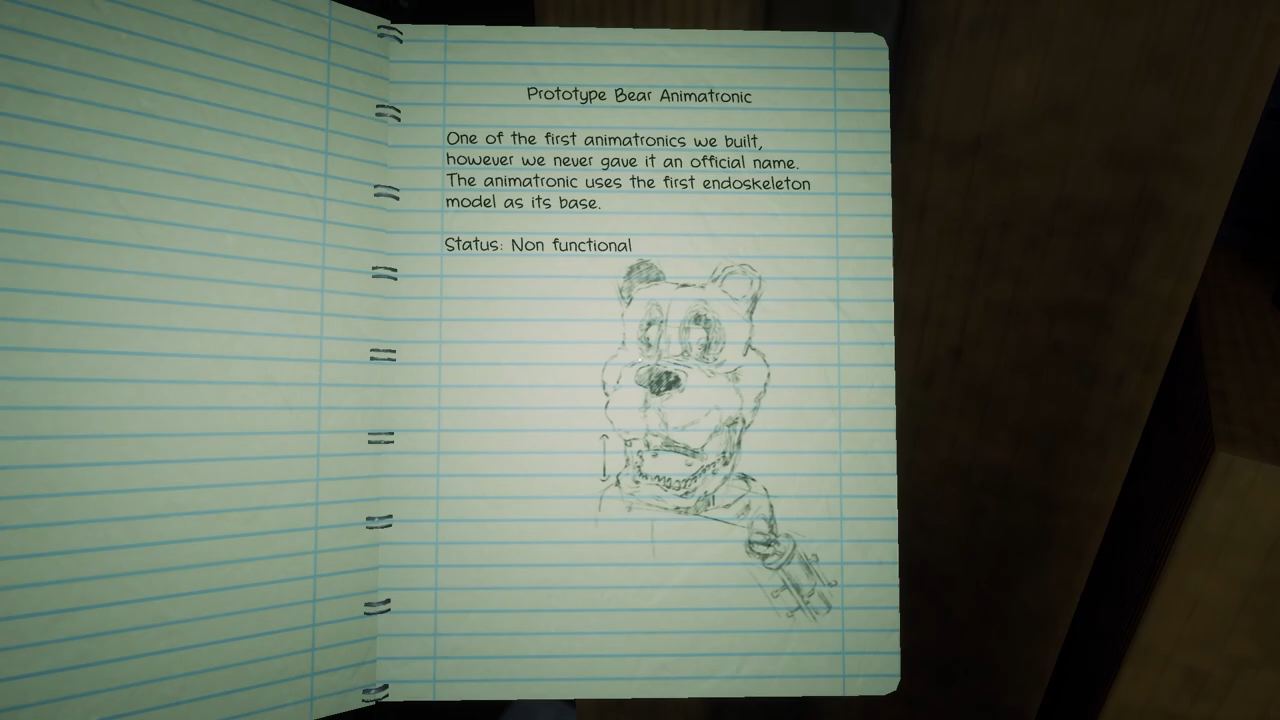 Prototype Bear Animatronic
One of the first animatronics we built,
however we never gave it an official name.
The animatronic uses the first endoskeleton
model as its base.
Status: Non functional